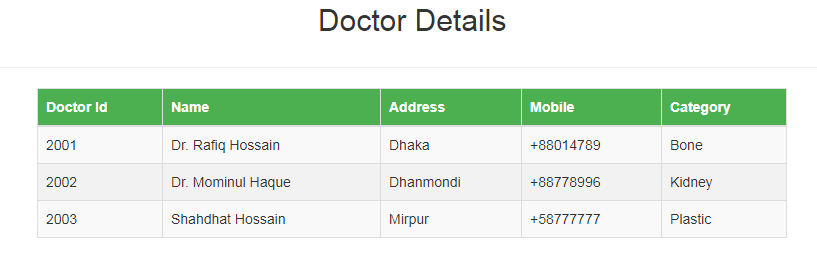 Doctor Details
Doctor Id Name Address Mobile Category
2001 Dr. Rafiq Hossain Dhaka +88014789 Bone
2002 Dr. Mominul Haque Dhanmondi +88778996 Kidney
2003 Shahdhat Hossain Mirpur +58777777 Plastic